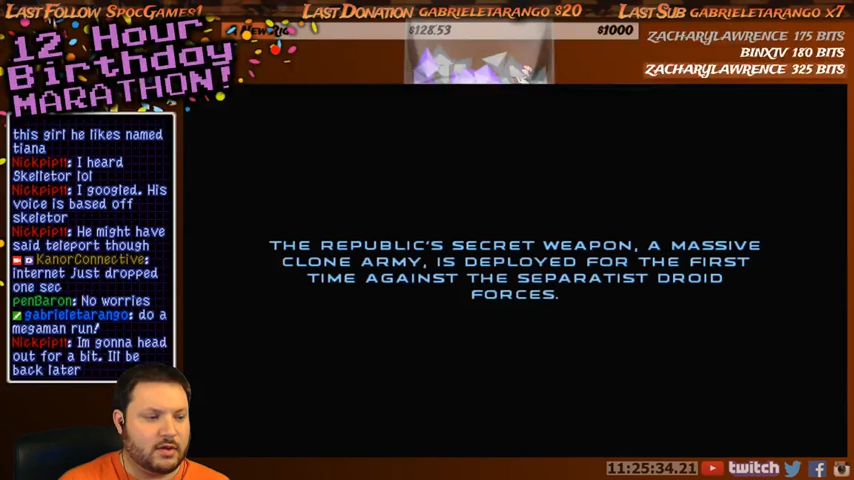 Last Follow SpocGames1
Last Donation gabrieletarango $20
Last Sub gabrieletarango x7
12 Hour
Birthday
MARATHON!
$128.53
$1000
ZACHARYLAWRENCE 175 BITS
BINXIV 180 BITS
ZACHARYLAWRENCE 325 BITS
this girl he likes named
tiana
Nickpip11: I heard
Skelletor lol
Nickpip11: I googled. His
voice is based off
skeletor
Nickpip11: He might have
said teleport though
KanorConnective:
internet just dropped
one sec
penBaron: No worries
gabrieletarango: do a
megaman run!
Nickpip11: Im gonna head
out for a bit. Ill be
back later
THE REPUBLIC'S SECRET WEAPON, A MASSIVE
CLONE ARMY, IS DEPLOYED FOR THE FIRST
TIME AGAINST THE SEPARATIST DROID
FORCES.
11:25:34.21
twitch